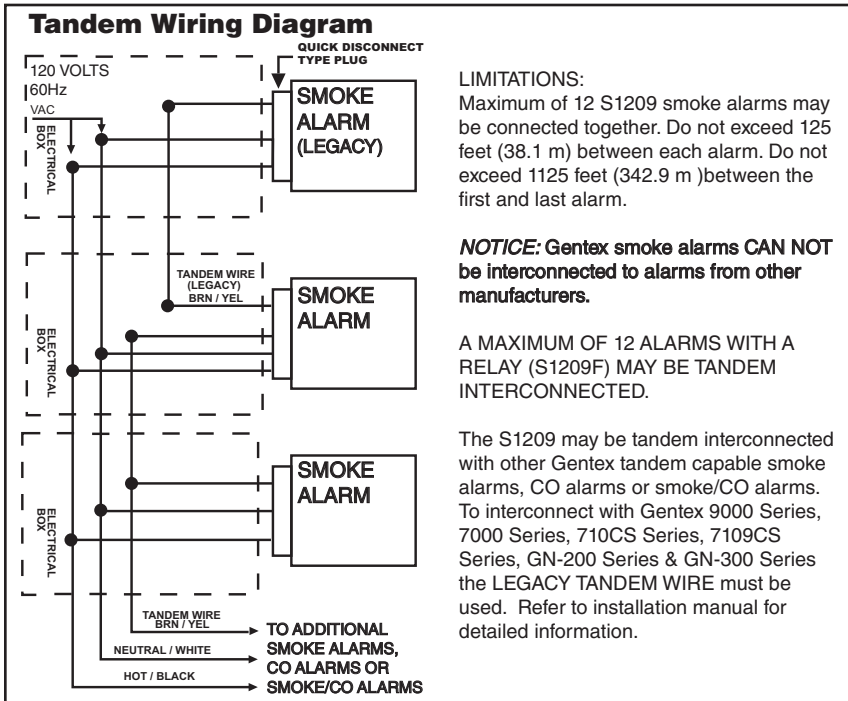 Tandem Wiring Diagram
QUICK DISCONNECT
TYPE PLUG
120 VOLTS
60Hz
VAC
ELECTRICAL
BOX
SMOKE
ALARM
(LEGACY)
TANDEM WIRE
(LEGACY)
BRN / YEL
ELECTRICAL
BOX
SMOKE
ALARM
ELECTRICAL
BOX
SMOKE
ALARM
TANDEM WIRE
BRN / YEL
NEUTRAL / WHITE
HOT / BLACK
TO ADDITIONAL
SMOKE ALARMS,
CO ALARMS OR
SMOKE/CO ALARMS
LIMITATIONS:
Maximum of 12 S1209 smoke alarms may
be connected together. Do not exceed 125
feet (38.1 m) between each alarm. Do not
exceed 1125 feet (342.9 m )between the
first and last alarm.
NOTICE: Gentex smoke alarms CAN NOT
be interconnected to alarms from other
manufacturers.
A MAXIMUM OF 12 ALARMS WITH A
RELAY (S1209F) MAY BE TANDEM
INTERCONNECTED.
The S1209 may be tandem interconnected
with other Gentex tandem capable smoke
alarms, CO alarms or smoke/CO alarms.
To interconnect with Gentex 9000 Series,
7000 Series, 710CS Series, 7109CS
Series, GN-200 Series & GN-300 Series
the LEGACY TANDEM WIRE must be
used. Refer to installation manual for
detailed information.